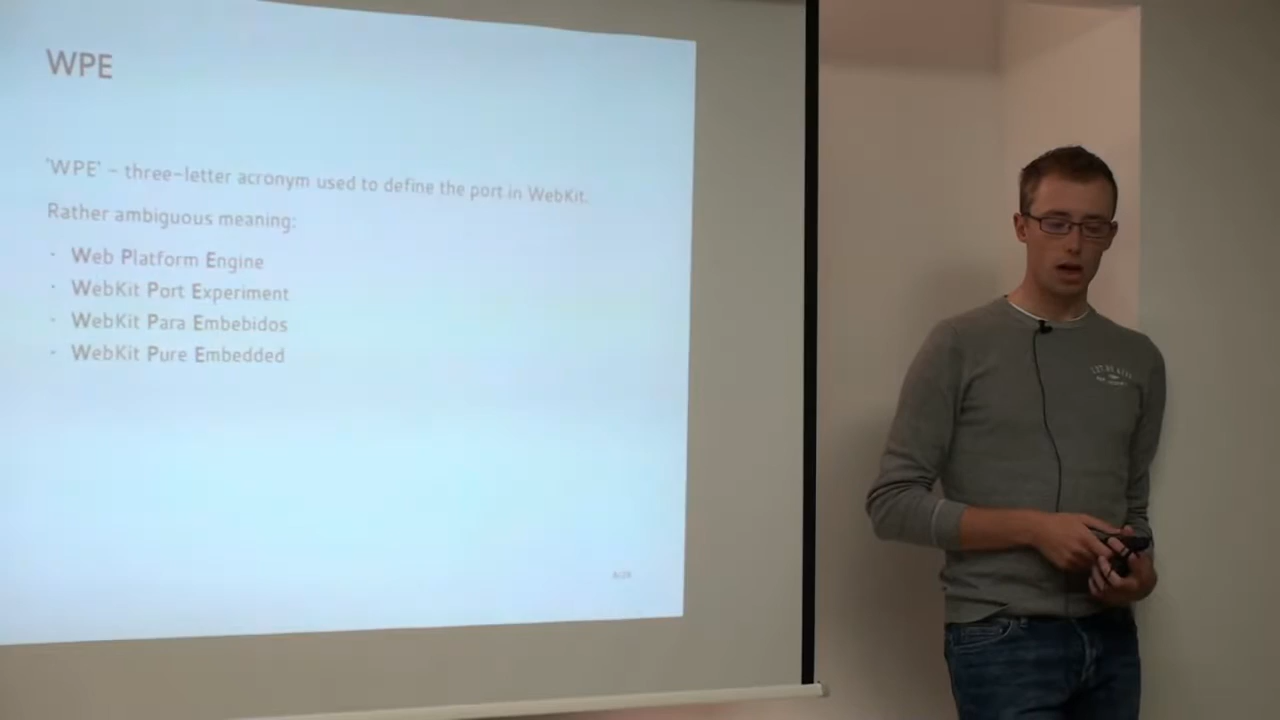 WPE
'WPE' – three-letter acronym used to define the port in WebKit.
Rather ambiguous meaning:
· Web Platform Engine
· WebKit Port Experiment
· WebKit Para Embebidos
· WebKit Pure Embedded